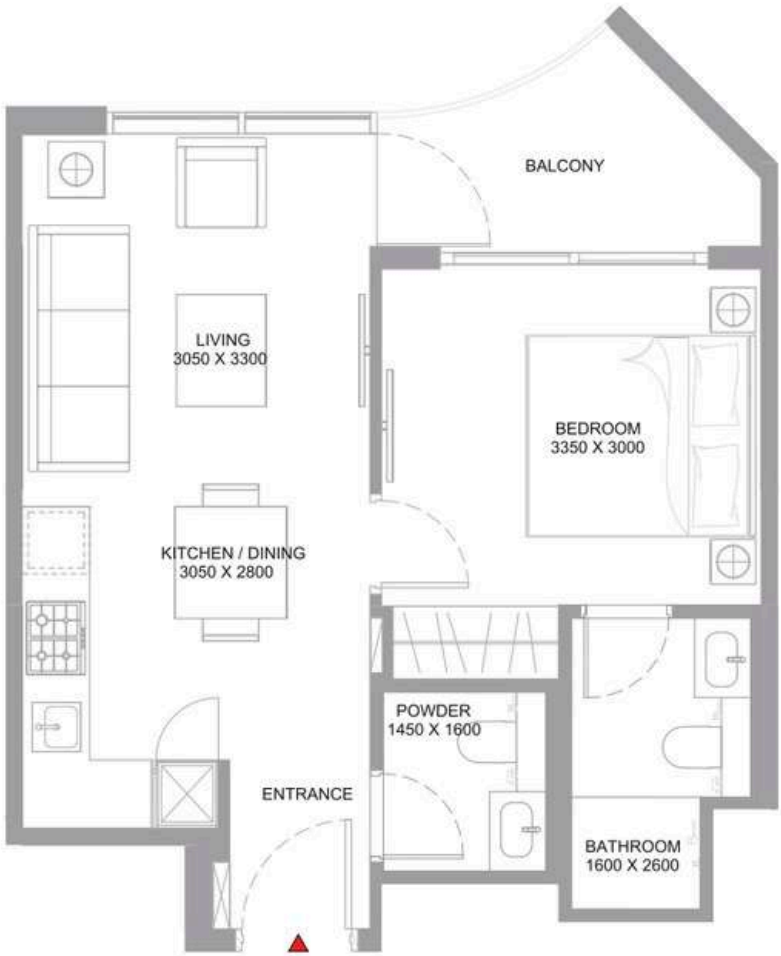 BALCONY
LIVING
3050 X 3300
BEDROOM
3350 X 3000
KITCHEN / DINING
3050 X 2800
POWDER
1450 X 1600
ENTRANCE
BATHROOM
1600 X 2600